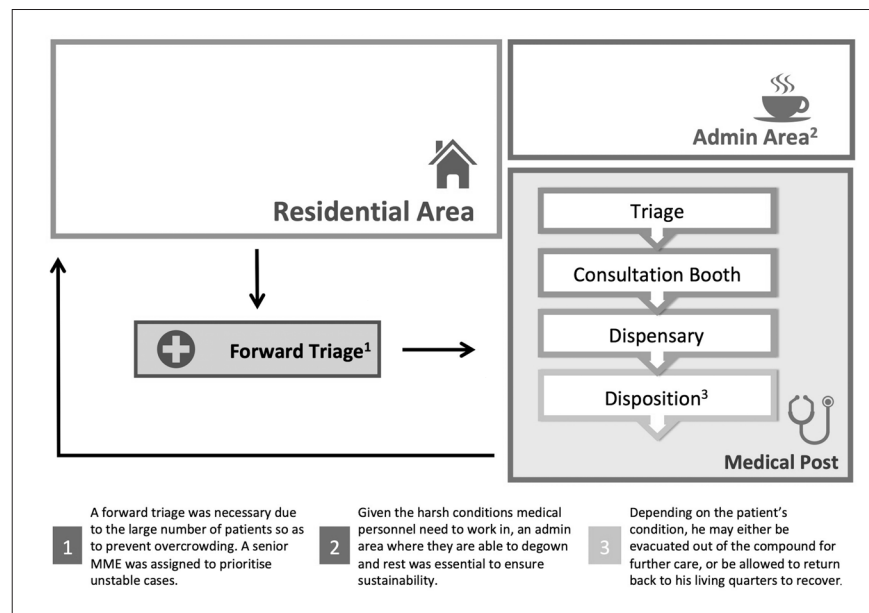 Residential Area
Admin Area²
Triage
Consultation Booth
Dispensary
Disposition³
Medical Post
Forward Triage¹
1
A forward triage was necessary due
to the large number of patients so as
to prevent overcrowding. A senior
MME was assigned to prioritise
unstable cases.
2
Given the harsh conditions medical
personnel need to work in, an admin
area where they are able to degown
and rest was essential to ensure
sustainability.
3
Depending on the patient's
condition, he may either be
evacuated out of the compound for
further care, or be allowed to return
back to his living quarters to recover.